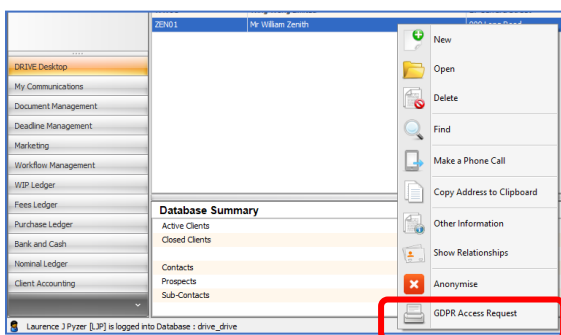 ZEN01 Mr William Zenith
New
Open
Delete
Find
Make a Phone Call
Copy Address to Clipboard
Other Information
Show Relationships
Anonymise
GDPR Access Request
DRIVE Desktop
My Communications
Document Management
Deadline Management
Marketing
Workflow Management
WIP Ledger
Fees Ledger
Purchase Ledger
Bank and Cash
Nominal Ledger
Client Accounting
Database Summary
Active Clients
Closed Clients
Contacts
Prospects
Sub-Contacts
Laurence J Pyzer [LJP] is logged into Database : drive_drive